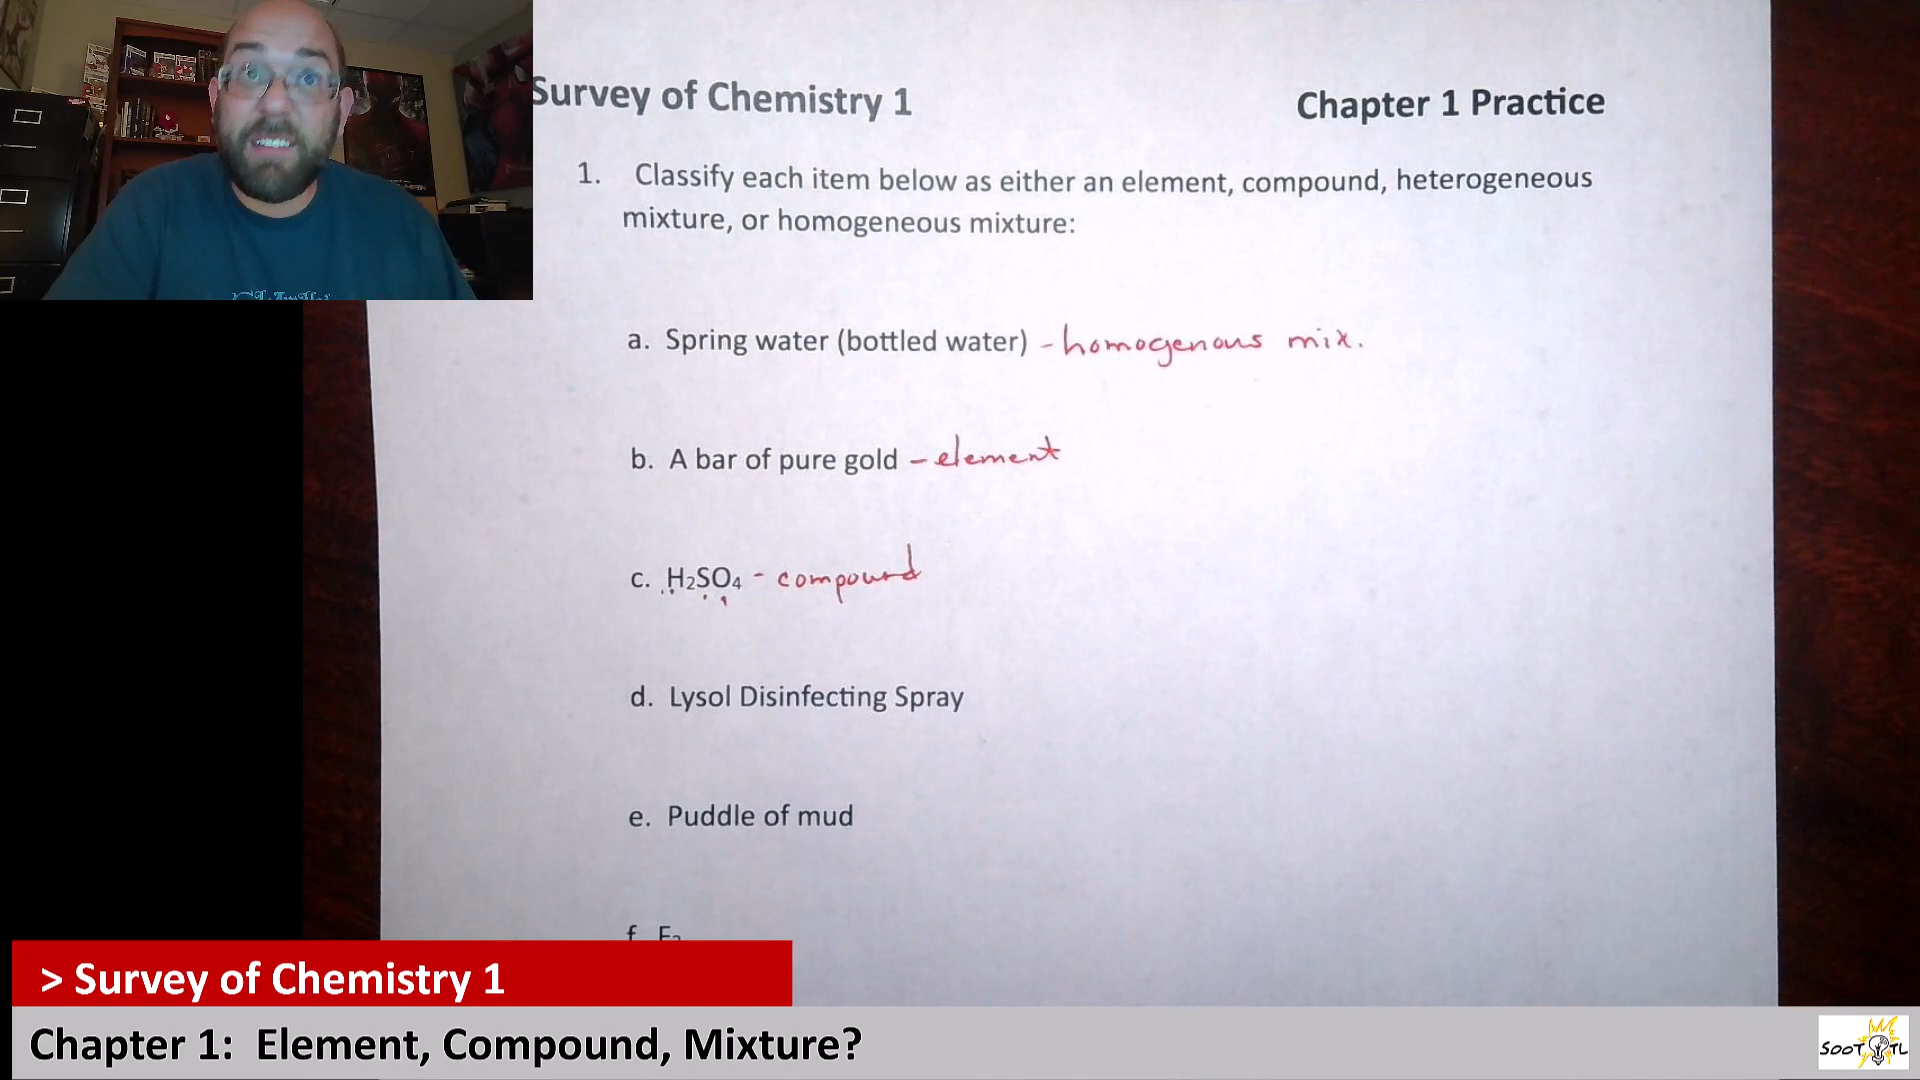 Survey of Chemistry 1
Chapter 1 Practice
1. Classify each item below as either an element, compound, heterogeneous
mixture, or homogeneous mixture:
a. Spring water (bottled water) - homogenous mix.
b. A bar of pure gold - element
c. H₂SO₄ - compound
d. Lysol Disinfecting Spray
e. Puddle of mud
> Survey of Chemistry 1
Chapter 1: Element, Compound, Mixture?
SOOT TL